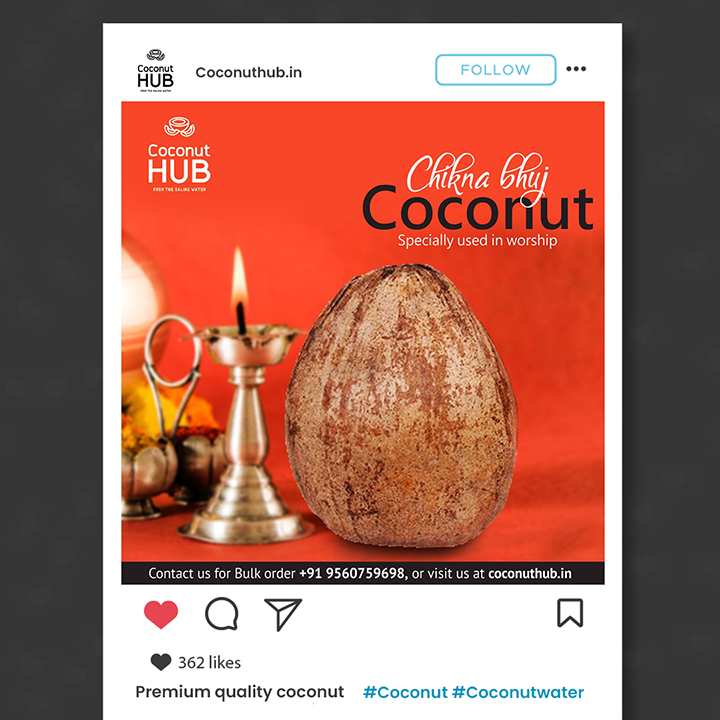 Coconut
HUB
FROM THE SALINE WATER
Coconuthub.in
FOLLOW
Coconut
HUB
FROM THE SALINE WATER
Chikna bhuj
Coconut
Specially used in worship
Contact us for Bulk order +91 9560759698, or visit us at coconuthub.in
362 likes
Premium quality coconut #Coconut #Coconutwater